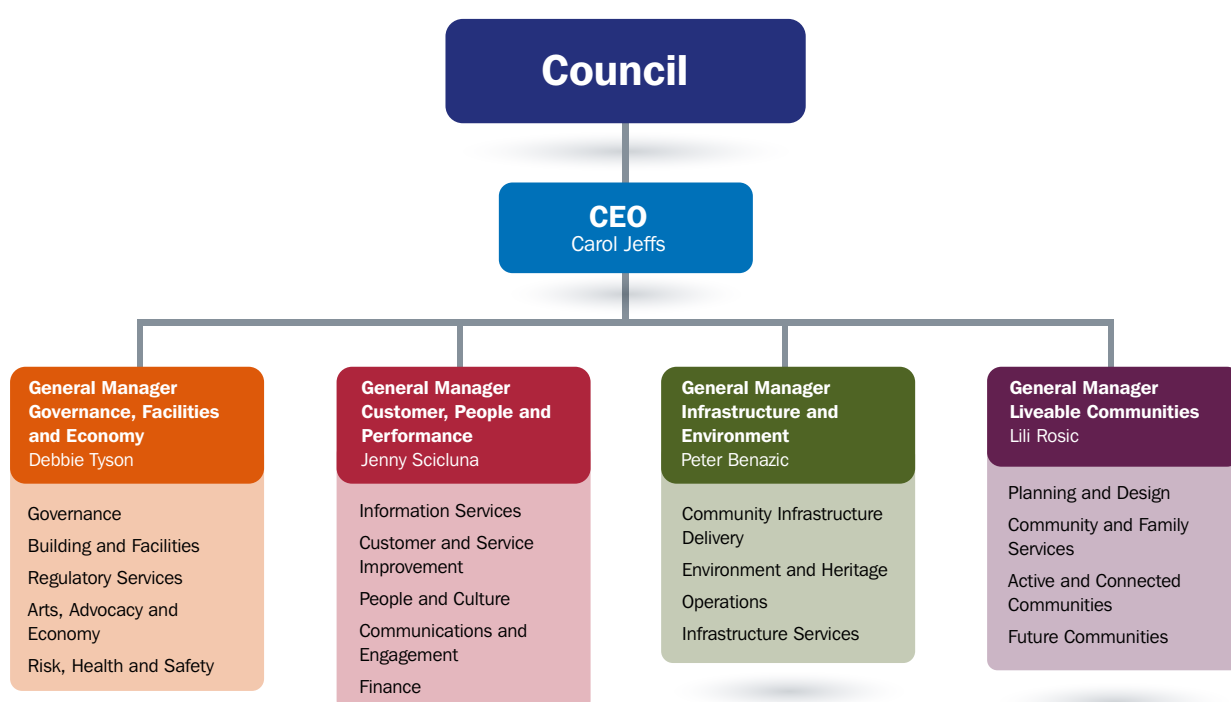 Council
CEO
Carol Jeffs
General Manager
Governance, Facilities
and Economy
Debbie Tyson
Governance
Building and Facilities
Regulatory Services
Arts, Advocacy and
Economy
Risk, Health and Safety
General Manager
Customer, People and
Performance
Jenny Scicluna
Information Services
Customer and Service
Improvement
People and Culture
Communications and
Engagement
Finance
General Manager
Infrastructure and
Environment
Peter Benazic
Community Infrastructure
Delivery
Environment and Heritage
Operations
Infrastructure Services
General Manager
Liveable Communities
Lili Rosic
Planning and Design
Community and Family
Services
Active and Connected
Communities
Future Communities